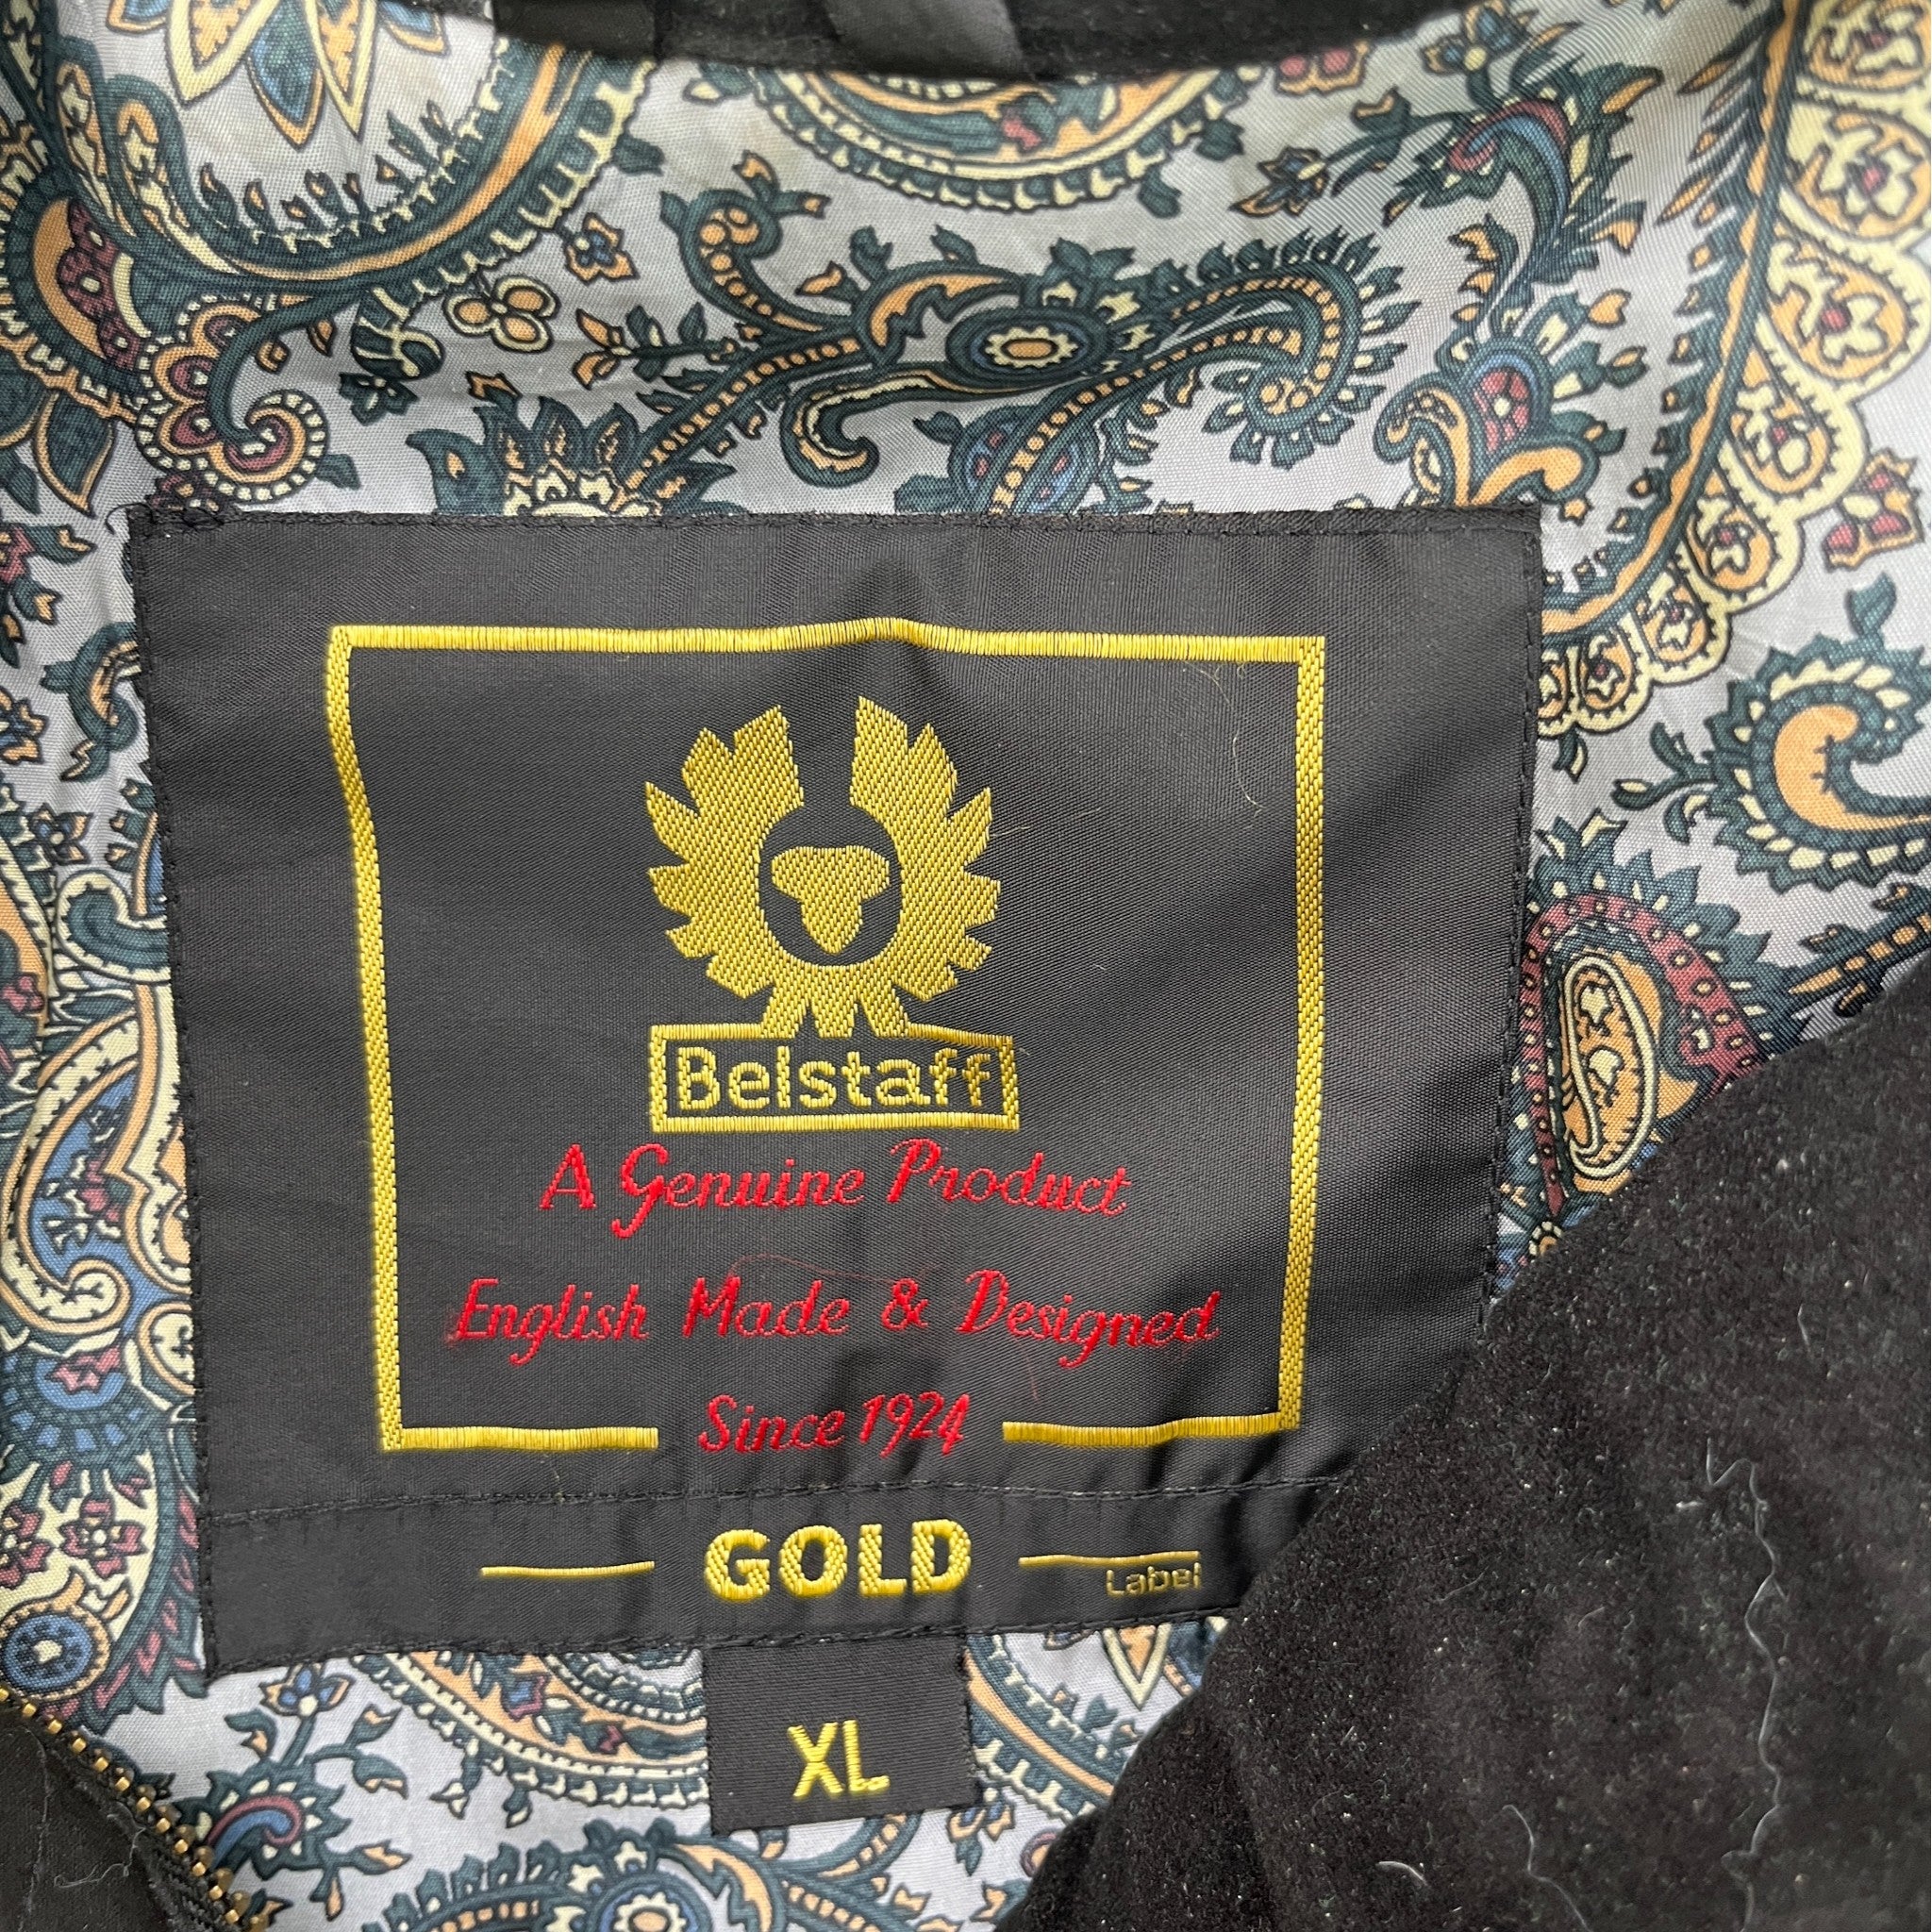 Belstaff
A Genuine Product
English Made & Designed
Since 1924
GOLD
Label
XL